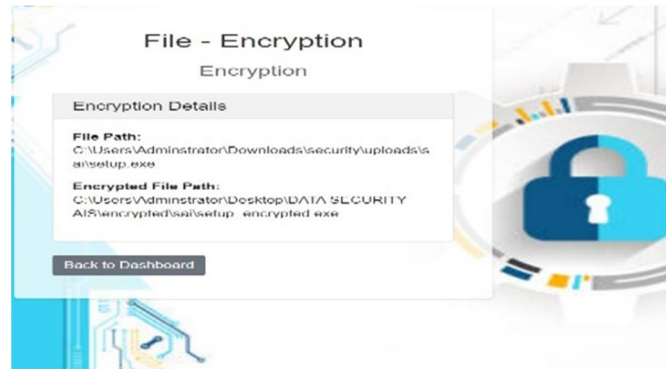 File - Encryption
Encryption
Encryption Details
File Path:
C:\Users\Adminstrator\Downloads\security\uploads\s
ai\setup.exe
Encrypted File Path:
C:\Users\Adminstrator\Desktop\DATA SECURITY
AIS\encrypted\sai\setup_encrypted.exe
Back to Dashboard